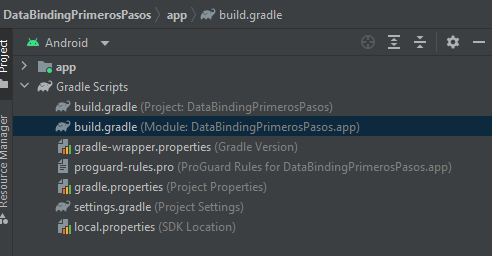 DataBindingPrimerosPasos app build.gradle
Project
Android
app
Gradle Scripts
build.gradle (Project: DataBindingPrimerosPasos)
build.gradle (Module: DataBindingPrimerosPasos.app)
gradle-wrapper.properties (Gradle Version)
proguard-rules.pro (ProGuard Rules for DataBindingPrimerosPasos.app)
gradle.properties (Project Properties)
settings.gradle (Project Settings)
local.properties (SDK Location)
Resource Manager